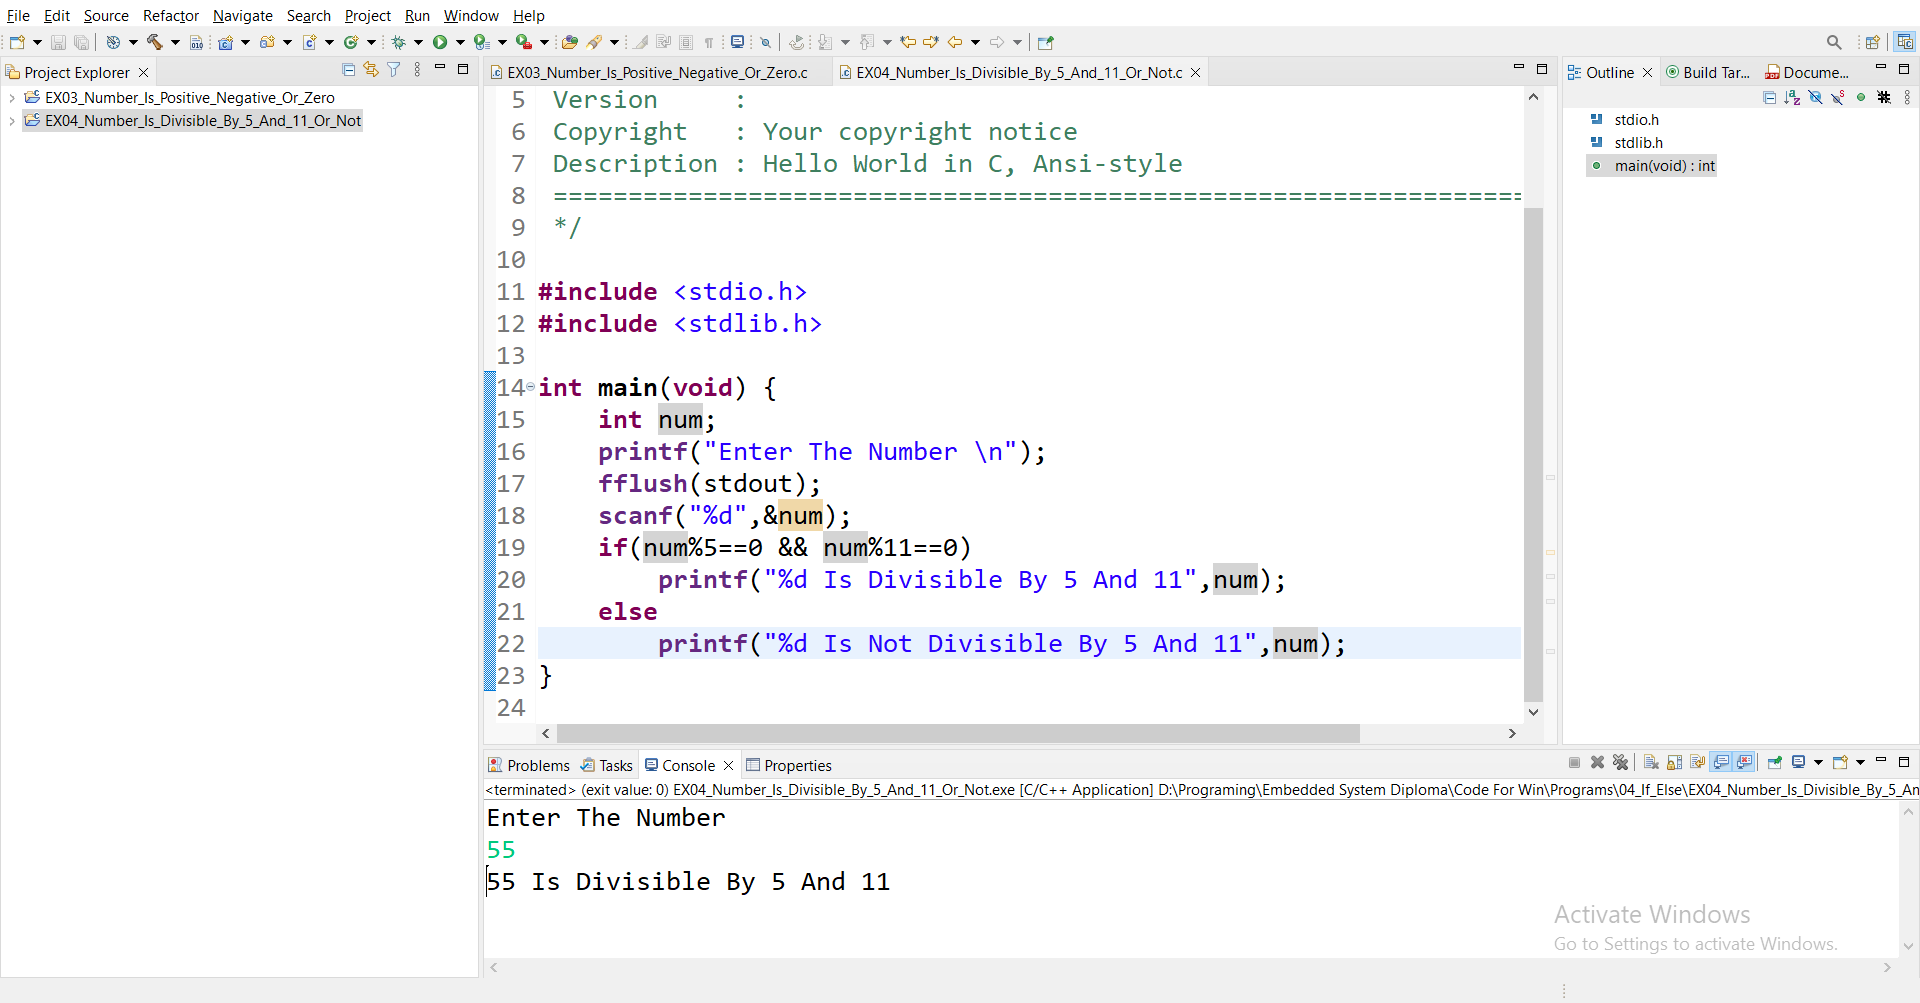 File Edit Source Refactor Navigate Search Project Run Window Help
Project Explorer
EX03_Number_Is_Positive_Negative_Or_Zero
EX04_Number_Is_Divisible_By_5_And_11_Or_Not
EX03_Number_Is_Positive_Negative_Or_Zero.c
EX04_Number_Is_Divisible_By_5_And_11_Or_Not.c
5 Version :
6 Copyright : Your copyright notice
7 Description : Hello World in C, Ansi-style
8 =================================================================
9 */
10
11 #include <stdio.h>
12 #include <stdlib.h>
13
14 int main(void) {
15 int num;
16 printf("Enter The Number \n");
17 fflush(stdout);
18 scanf("%d",&num);
19 if(num%5==0 && num%11==0)
20 printf("%d Is Divisible By 5 And 11",num);
21 else
22 printf("%d Is Not Divisible By 5 And 11",num);
23 }
24
Outline Build Tar... Docume...
stdio.h
stdlib.h
main(void) : int
Problems Tasks Console Properties
<terminated> (exit value: 0) EX04_Number_Is_Divisible_By_5_And_11_Or_Not.exe [C/C++ Application] D:\Programing\Embedded System Diploma\Code For Win\Programs\04_If_Else\EX04_Number_Is_Divisible_By_5_An
Enter The Number
55
55 Is Divisible By 5 And 11
Activate Windows
Go to Settings to activate Windows.